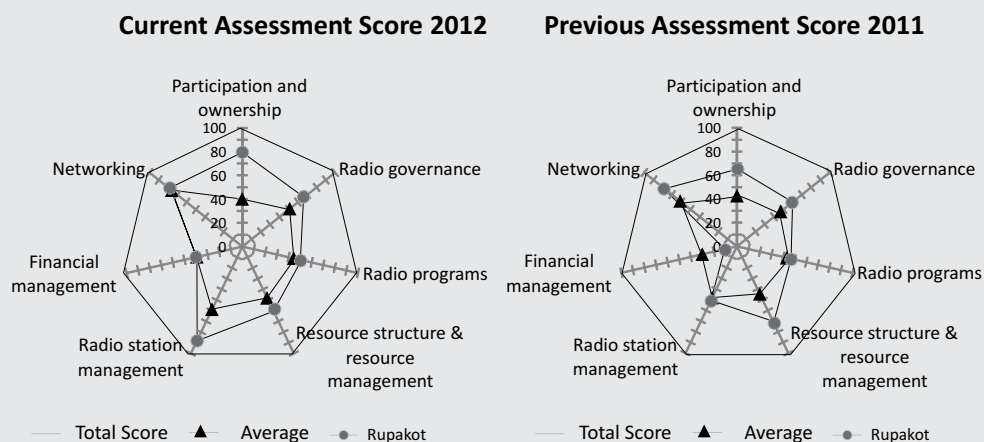 Current Assessment Score 2012
Participation and
ownership
100
80
60
40
20
0
Radio governance
Radio programs
Resource structure &
resource
management
Radio station
management
Financial
management
Networking
Total Score
Average
Rupakot
Previous Assessment Score 2011
Participation and
ownership
100
80
60
40
20
0
Radio governance
Radio programs
Resource structure &
resource
management
Radio station
management
Financial
management
Networking
Total Score
Average
Rupakot